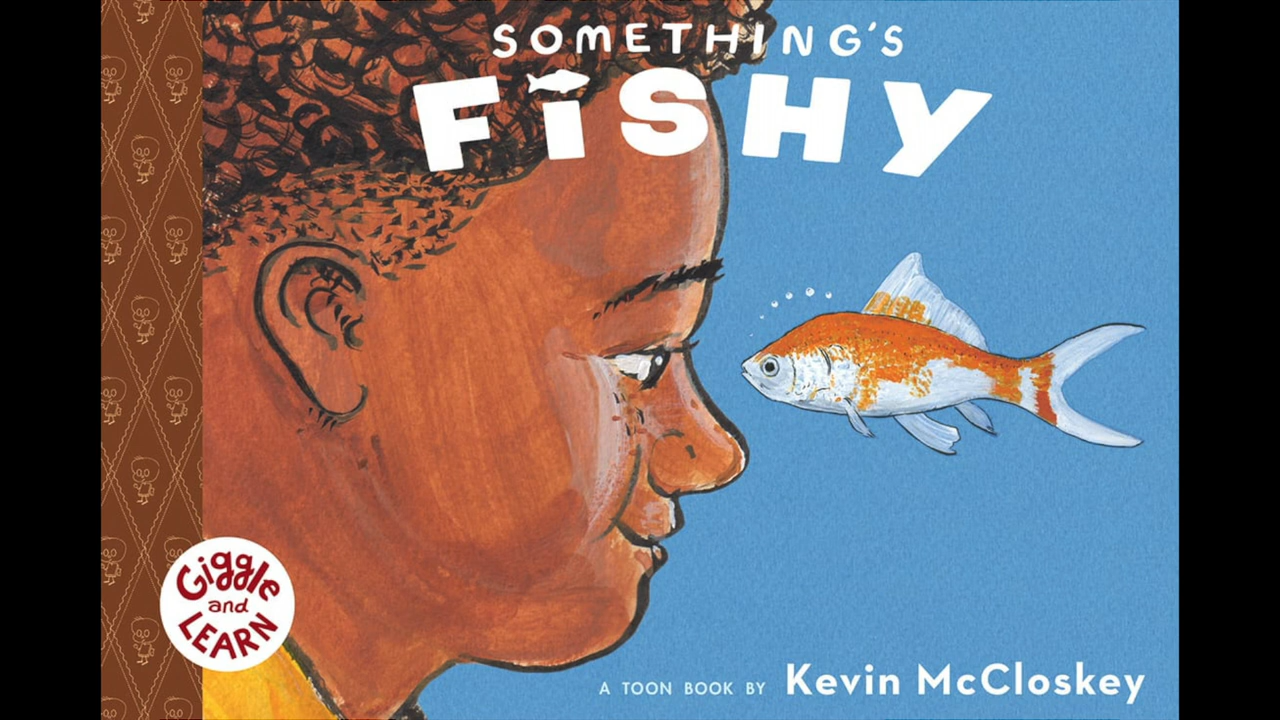 SOMETHING'S
FiSHY
Giggle
and
LEARN
A TOON BOOK BY Kevin McCloskey